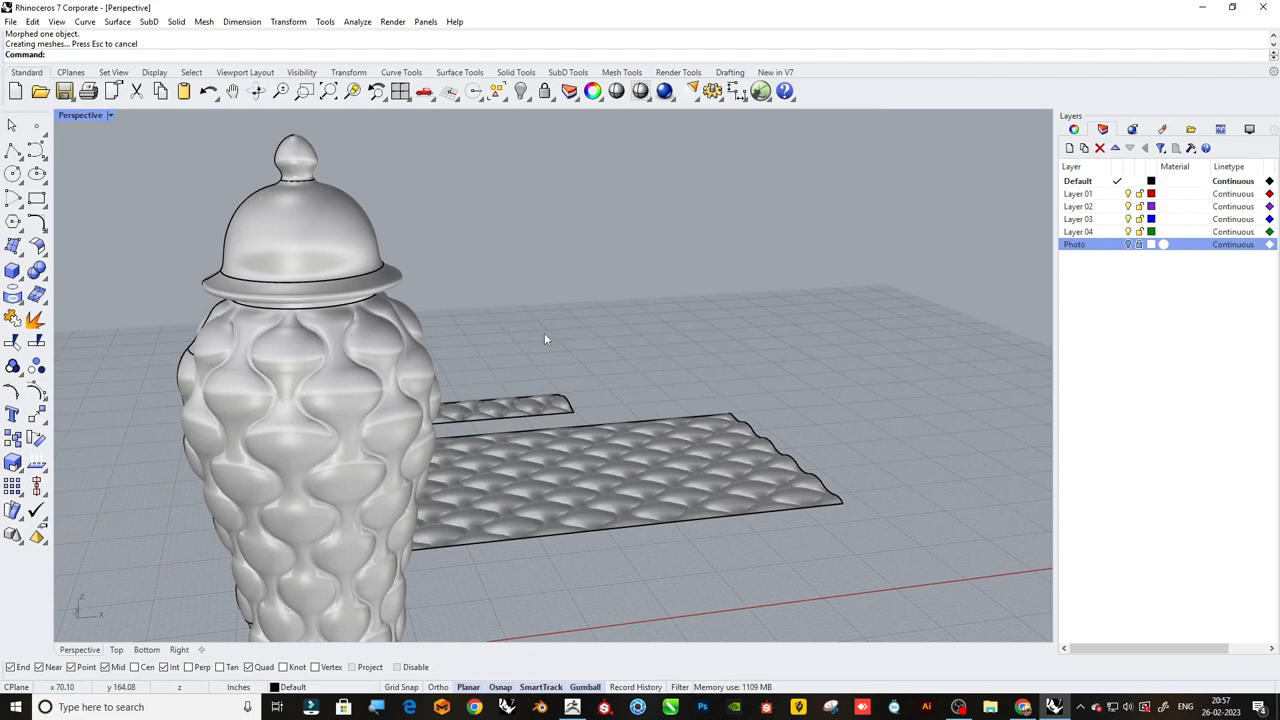 Rhinoceros 7 Corporate - [Perspective]
File Edit View Curve Surface SubD Solid Mesh Dimension Transform Tools Analyze Render Panels Help
Morphed one object.
Creating meshes... Press Esc to cancel
Command:
Standard CPlanes Set View Display Select Viewport Layout Visibility Transform Curve Tools Surface Tools Solid Tools SubD Tools Mesh Tools Render Tools Drafting New in V7
Perspective
Layers
Layer Material Linetype
Default Continuous
Layer 01 Continuous
Layer 02 Continuous
Layer 03 Continuous
Layer 04 Continuous
Photo Continuous
z
y x
Perspective Top Bottom Right
End Near Point Mid Cen Int Perp Tan Quad Knot Vertex Project Disable
CPlane x 70.10 y 164.08 z Inches Default Grid Snap Ortho Planar Osnap SmartTrack Gumball Record History Filter Memory use: 1109 MB
Type here to search
Ps
Ai
ENG
20:57
26-02-2023